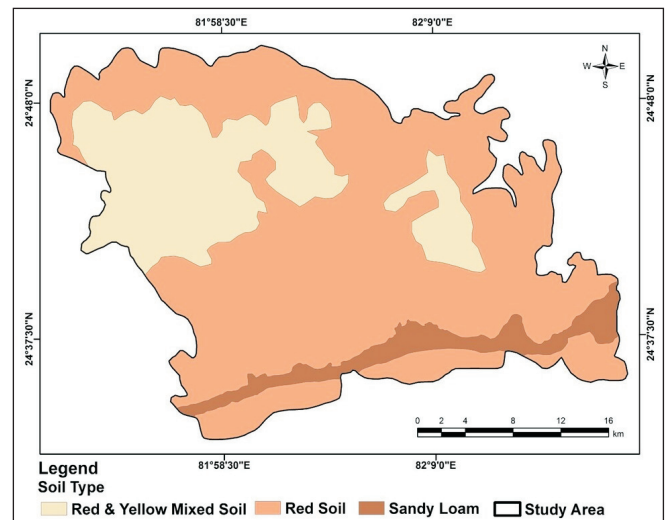 81°58'30"E 82°9'0"E
N
W E
S
24°48'0"N 24°48'0"N
24°37'30"N 24°37'30"N
0 2 4 8 12 16
km
81°58'30"E 82°9'0"E
Legend
Soil Type
Red & Yellow Mixed Soil Red Soil Sandy Loam Study Area